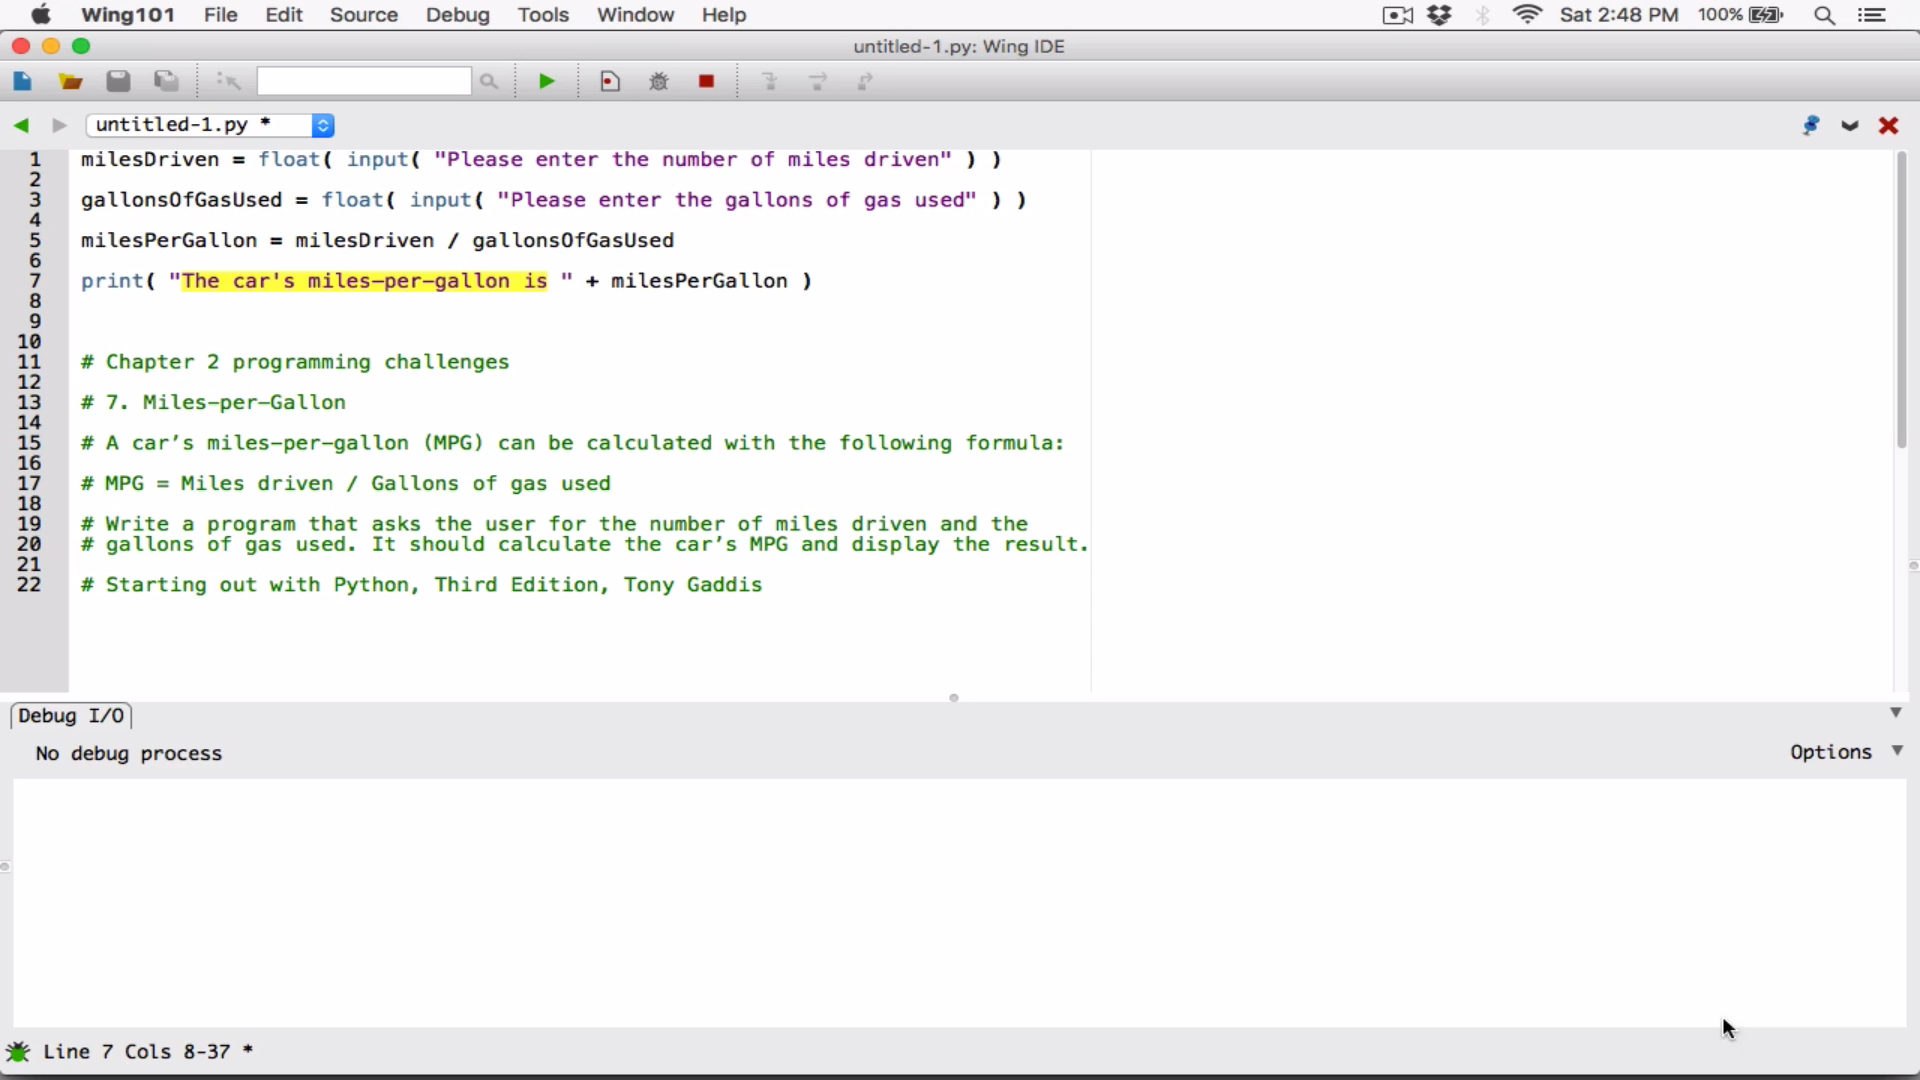 Wing101 File Edit Source Debug Tools Window Help Sat 2:48 PM 100%
untitled-1.py: Wing IDE
untitled-1.py *
1 milesDriven = float( input( "Please enter the number of miles driven" ) )
2
3 gallonsOfGasUsed = float( input( "Please enter the gallons of gas used" ) )
4
5 milesPerGallon = milesDriven / gallonsOfGasUsed
6
7 print( "The car's miles-per-gallon is " + milesPerGallon )
8
9
10
11 # Chapter 2 programming challenges
12
13 # 7. Miles-per-Gallon
14
15 # A car’s miles-per-gallon (MPG) can be calculated with the following formula:
16
17 # MPG = Miles driven / Gallons of gas used
18
19 # Write a program that asks the user for the number of miles driven and the
20 # gallons of gas used. It should calculate the car’s MPG and display the result.
21
22 # Starting out with Python, Third Edition, Tony Gaddis
Debug I/O
No debug process Options
Line 7 Cols 8-37 *